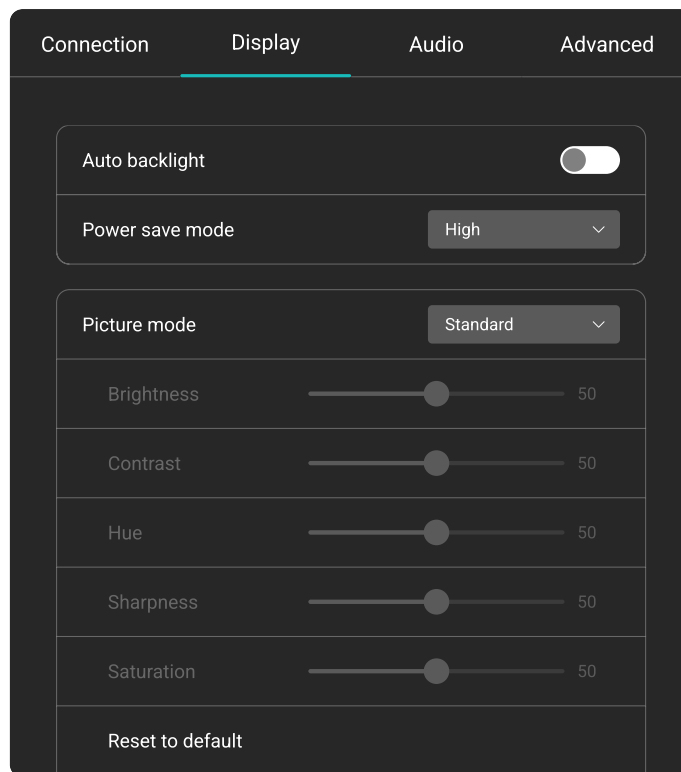 Connection Display Audio Advanced
Auto backlight
Power save mode High
Picture mode Standard
Brightness 50
Contrast 50
Hue 50
Sharpness 50
Saturation 50
Reset to default